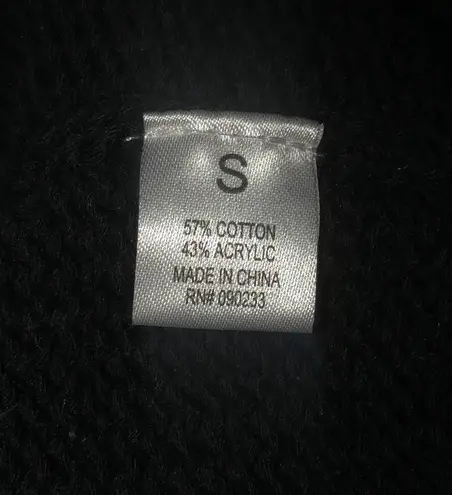 S
57% COTTON
43% ACRYLIC
MADE IN CHINA
RN# 090233